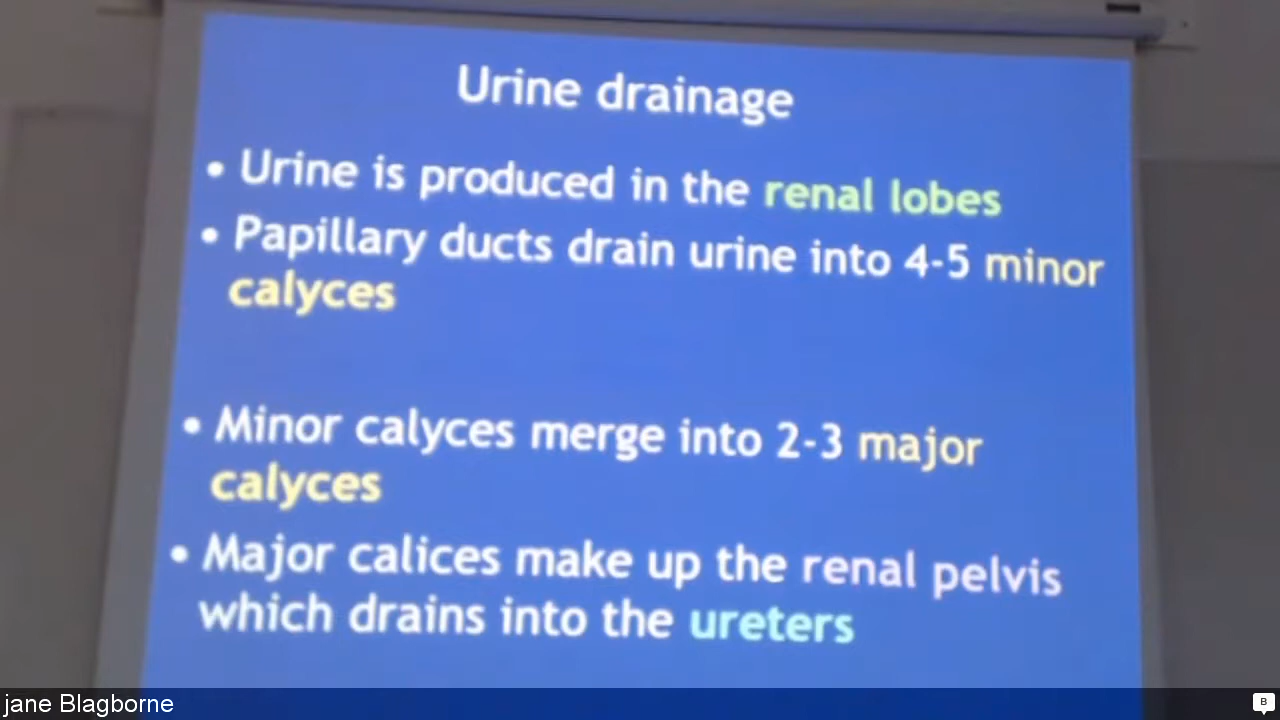 Urine drainage
• Urine is produced in the renal lobes
• Papillary ducts drain urine into 4-5 minor
calyces
• Minor calyces merge into 2-3 major
calyces
• Major calices make up the renal pelvis
which drains into the ureters
jane Blagborne
B